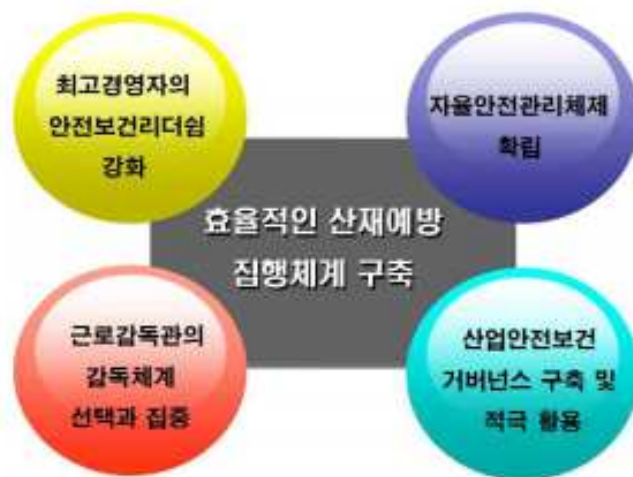 최고경영자의
안전보건리더쉽
강화
자율안전관리체제
확립
효율적인 산재예방
집행체계 구축
근로감독관의
감독체계
선택과 집중
산업안전보건
거버넌스 구축 및
적극 활용